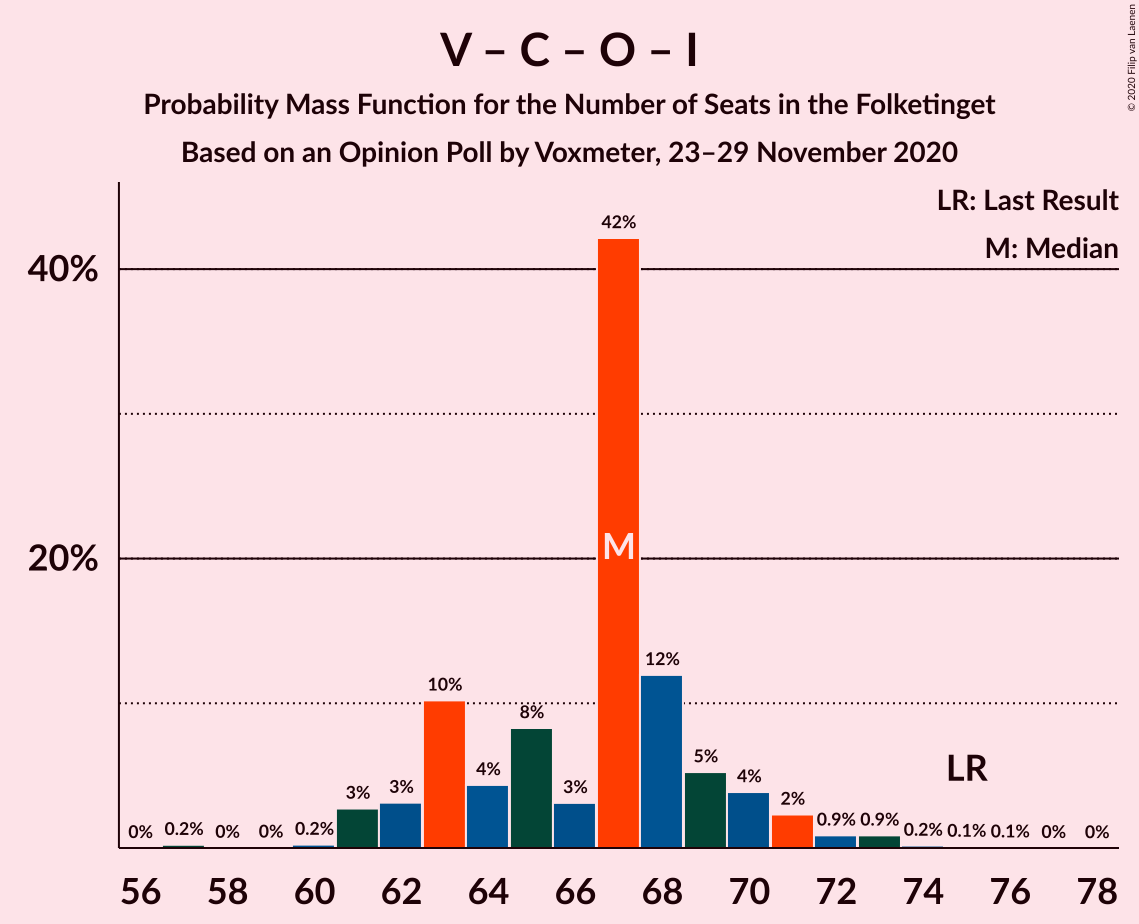 V – C – O – I
Probability Mass Function for the Number of Seats in the Folketinget
Based on an Opinion Poll by Voxmeter, 23–29 November 2020
© 2020 Filip van Laenen
LR: Last Result
M: Median
40%
20%
0% 0.2% 0% 0% 0.2% 3% 3% 10% 4% 8% 3% 42% 12% 5% 4% 2% 0.9% 0.9% 0.2% 0.1% 0.1% 0% 0%
M
LR
56 58 60 62 64 66 68 70 72 74 76 78